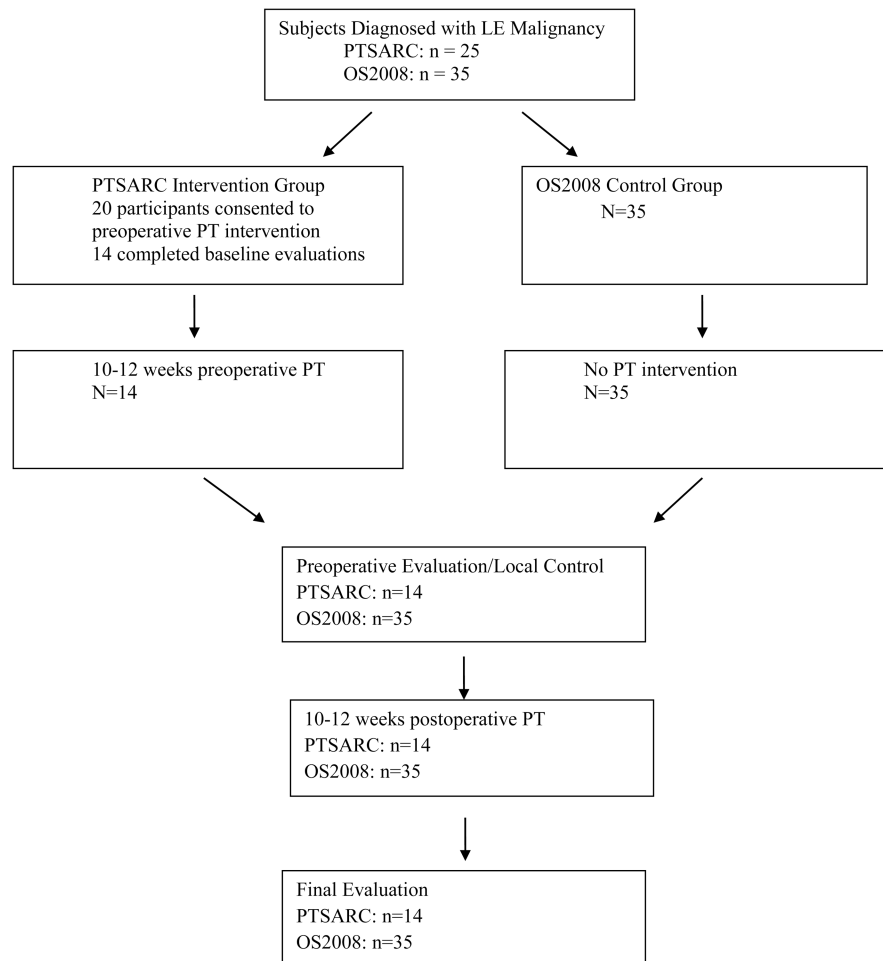 Subjects Diagnosed with LE Malignancy
PTSARC: n = 25
OS2008: n = 35
PTSARC Intervention Group
20 participants consented to
preoperative PT intervention
14 completed baseline evaluations
OS2008 Control Group
N=35
10-12 weeks preoperative PT
N=14
No PT intervention
N=35
Preoperative Evaluation/Local Control
PTSARC: n=14
OS2008: n=35
10-12 weeks postoperative PT
PTSARC: n=14
OS2008: n=35
Final Evaluation
PTSARC: n=14
OS2008: n=35